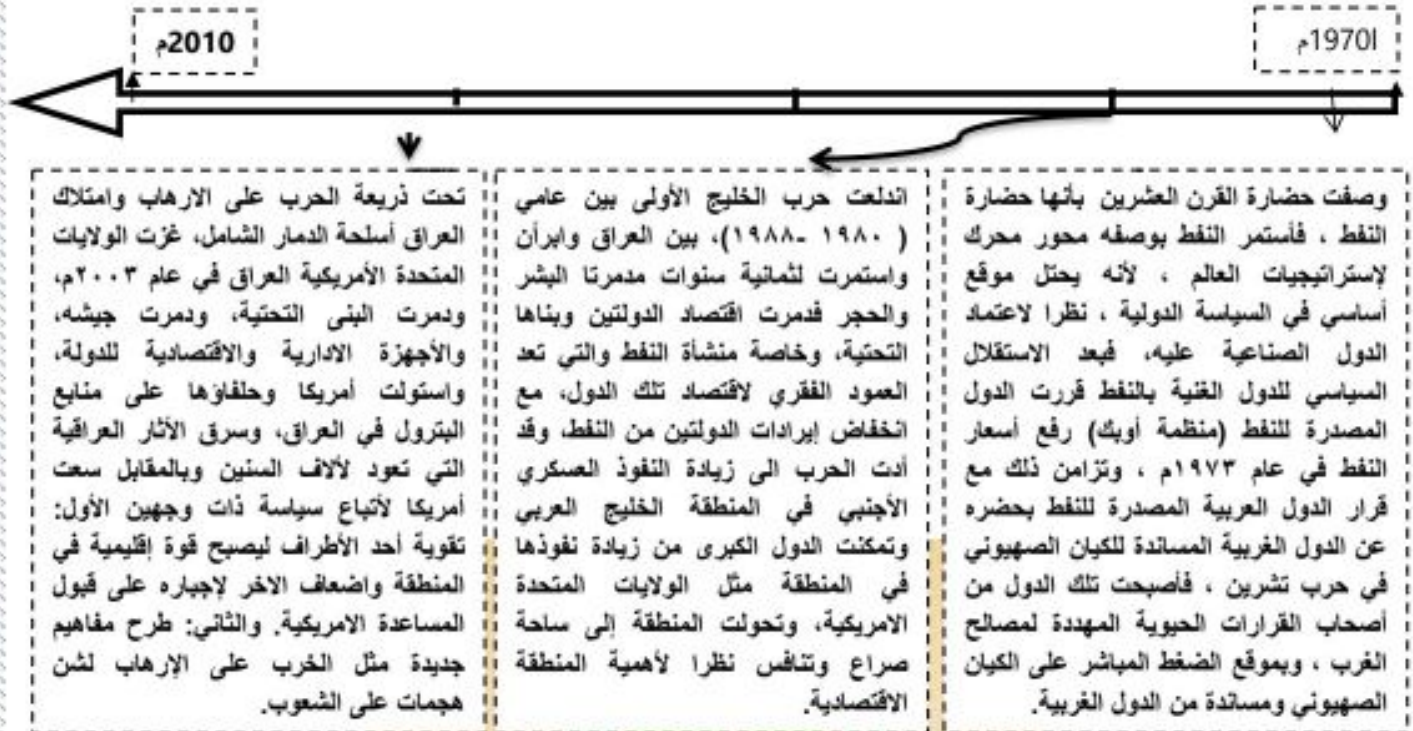 1970م
2010م
وصفت حضارة القرن العشرين بأنها حضارة
النفط ، فأستمر النفط بوصفه محور محرك
لإستراتيجيات العالم ، لأنه يحتل موقع
أساسي في السياسة الدولية ، نظرا لاعتماد
الدول الصناعية عليه، فبعد الاستقلال
السياسي للدول الغنية بالنفط قررت الدول
المصدرة للنفط (منظمة أوبك) رفع أسعار
النفط في عام ١٩٧٣م ، وتزامن ذلك مع
قرار الدول العربية المصدرة للنفط بحضره
عن الدول الغربية المساندة للكيان الصهيوني
في حرب تشرين ، فأصبحت تلك الدول من
أصحاب القرارات الحيوية المهددة لمصالح
الغرب ، وبموقع الضغط المباشر على الكيان
الصهيوني ومساندة من الدول الغربية.
اندلعت حرب الخليج الأولى بين عامي
( ١٩٨٠ -١٩٨٨)، بين العراق وايرأن
واستمرت لثمانية سنوات مدمرتا البشر
والحجر فدمرت اقتصاد الدولتين وبناها
التحتية، وخاصة منشأة النفط والتي تعد
العمود الفقري لاقتصاد تلك الدول، مع
انخفاض إيرادات الدولتين من النفط، وقد
أدت الحرب الى زيادة النفوذ العسكري
الأجنبي في المنطقة الخليج العربي
وتمكنت الدول الكبرى من زيادة نفوذها
في المنطقة مثل الولايات المتحدة
الامريكية، وتحولت المنطقة إلى ساحة
صراع وتنافس نظرا لأهمية المنطقة
الاقتصادية.
تحت ذريعة الحرب على الارهاب وامتلاك
العراق أسلحة الدمار الشامل، غزت الولايات
المتحدة الأمريكية العراق في عام ٢٠٠٣م،
ودمرت البنى التحتية، ودمرت جيشه،
والأجهزة الادارية والاقتصادية للدولة،
واستولت أمريكا وحلفاؤها على منابع
البترول في العراق، وسرق الأثار العراقية
التي تعود لألاف السنين وبالمقابل سعت
أمريكا لأتباع سياسة ذات وجهين الأول:
تقوية أحد الأطراف ليصبح قوة إقليمية في
المنطقة واضعاف الاخر لإجباره على قبول
المساعدة الامريكية. والثاني: طرح مفاهيم
جديدة مثل الخرب على الإرهاب لشن
هجمات على الشعوب.